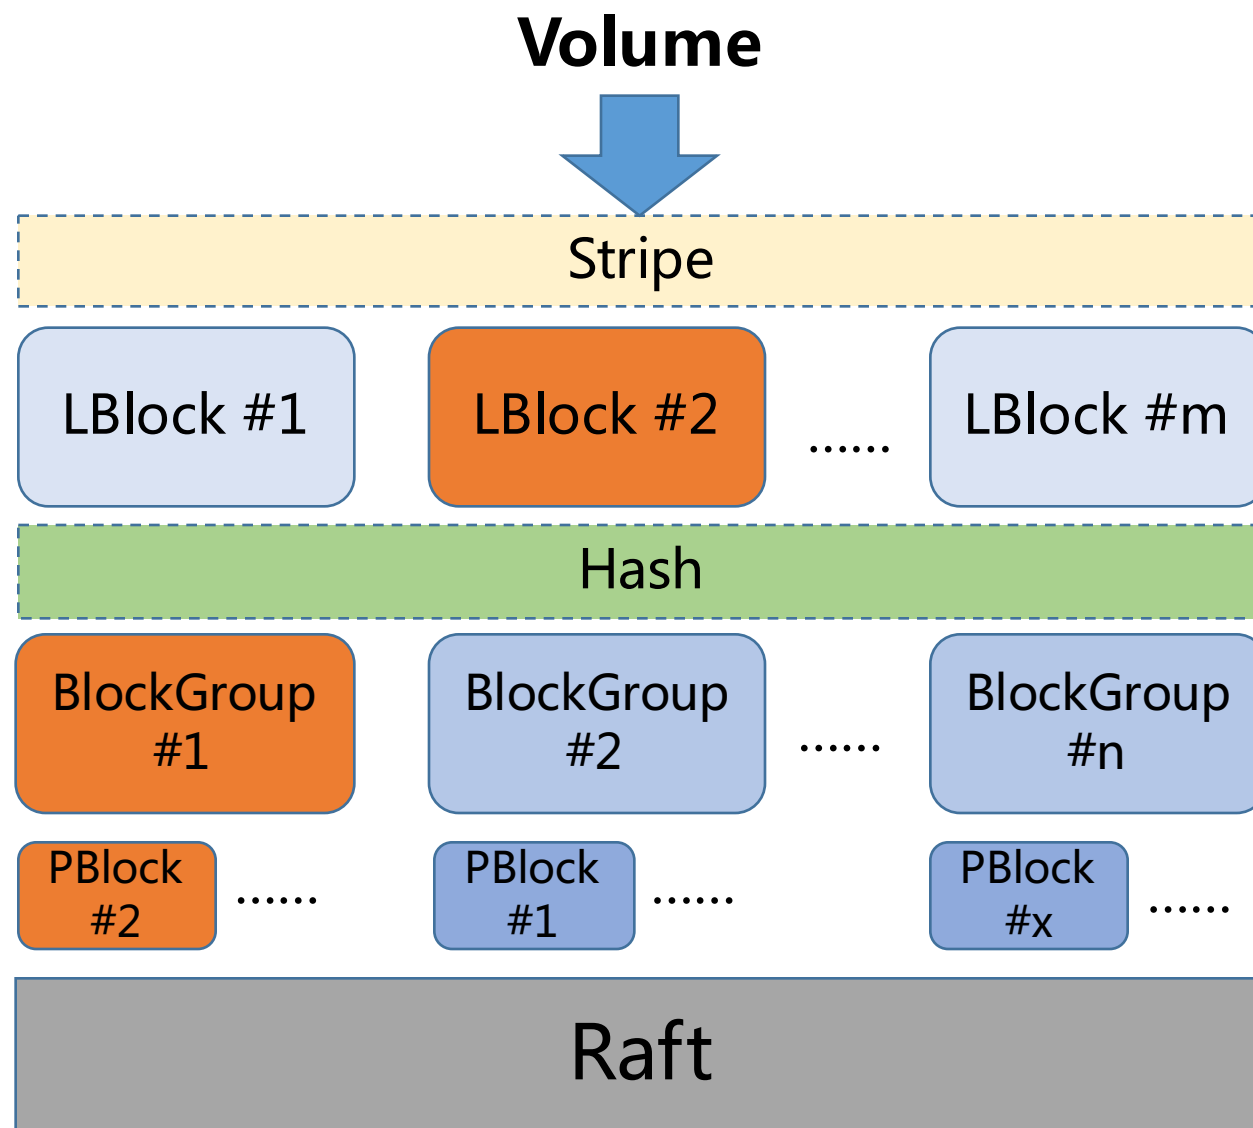 Volume
Stripe
LBlock #1
LBlock #2
......
LBlock #m
Hash
BlockGroup
#1
BlockGroup
#2
......
BlockGroup
#n
PBlock
#2
......
PBlock
#1
......
PBlock
#x
......
Raft